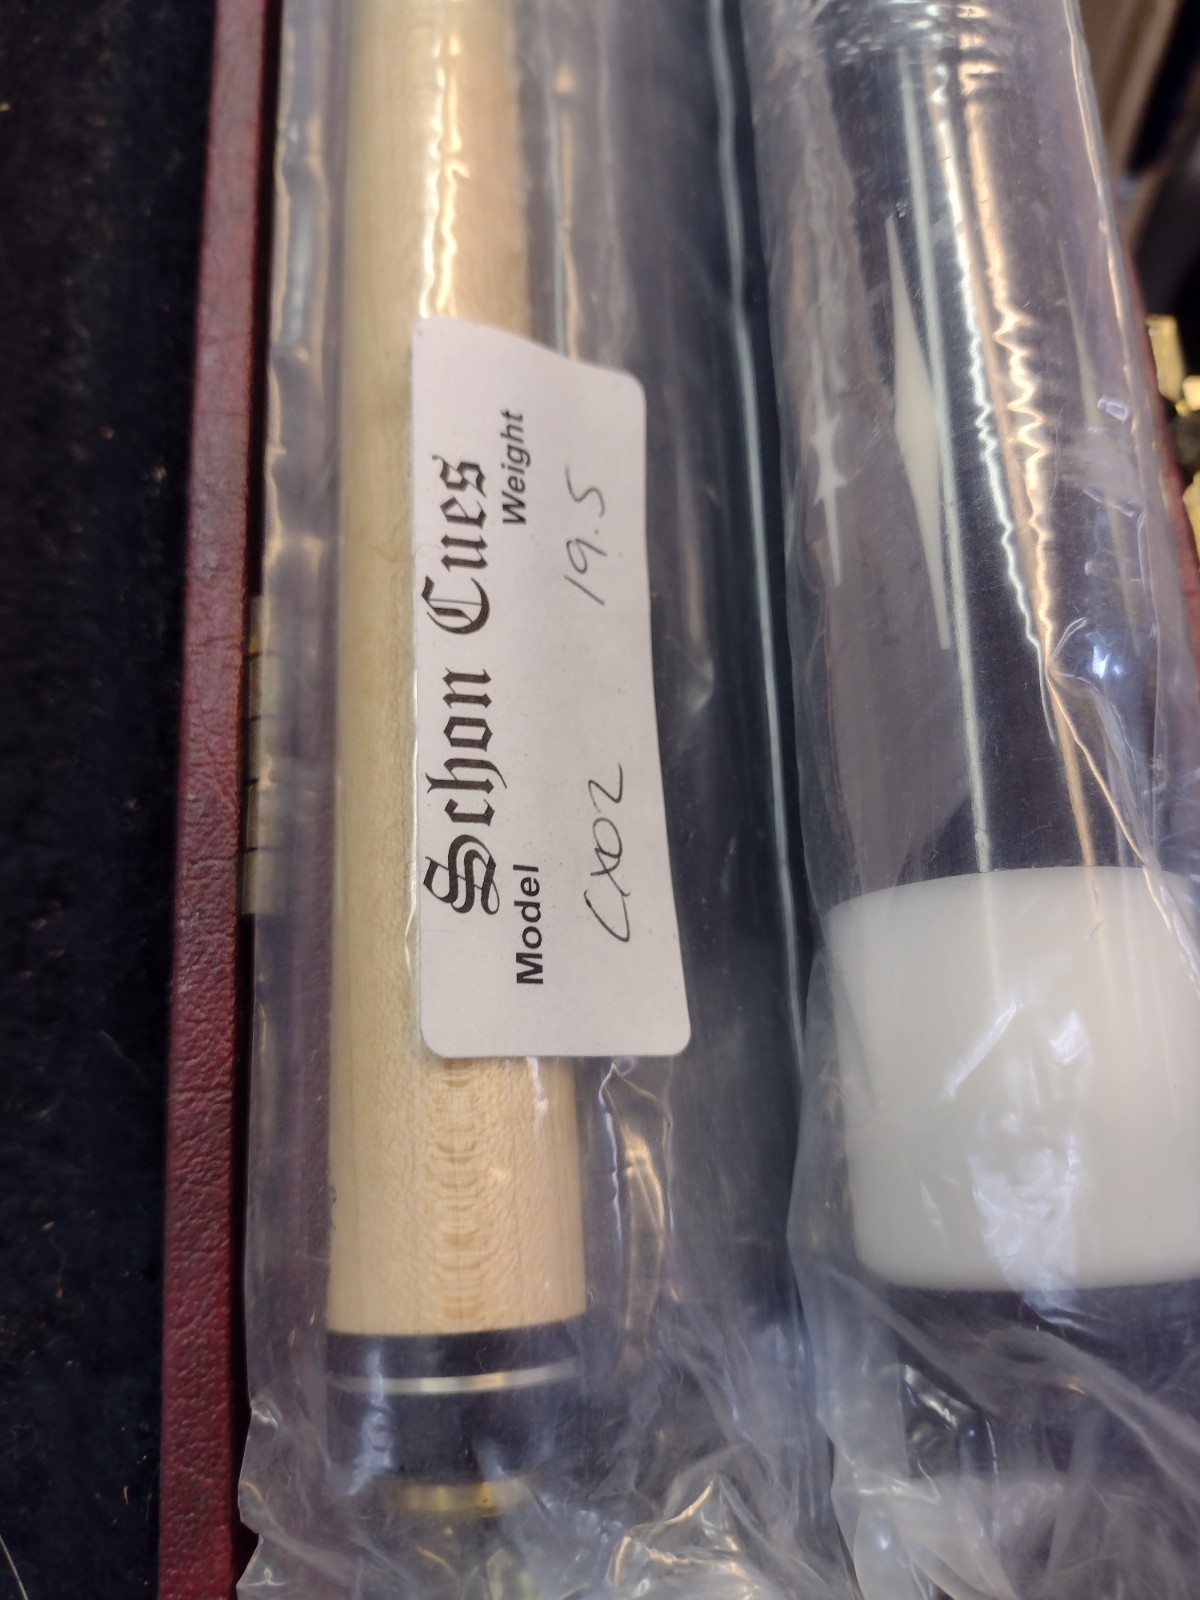 Schon Cues
Model Weight
CX02 19.5